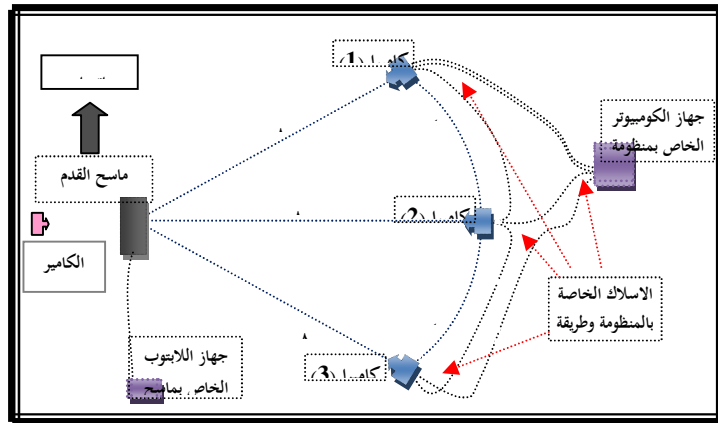 كاميرا (1)
جهاز الكومبيوتر
الخاص بمنظومة
ماسح القدم
كاميرا (2)
الكامير
الاسلاك الخاصة
بالمنظومة وطريقة
جهاز اللابتوب
الخاص بماسح
كاميرا (3)